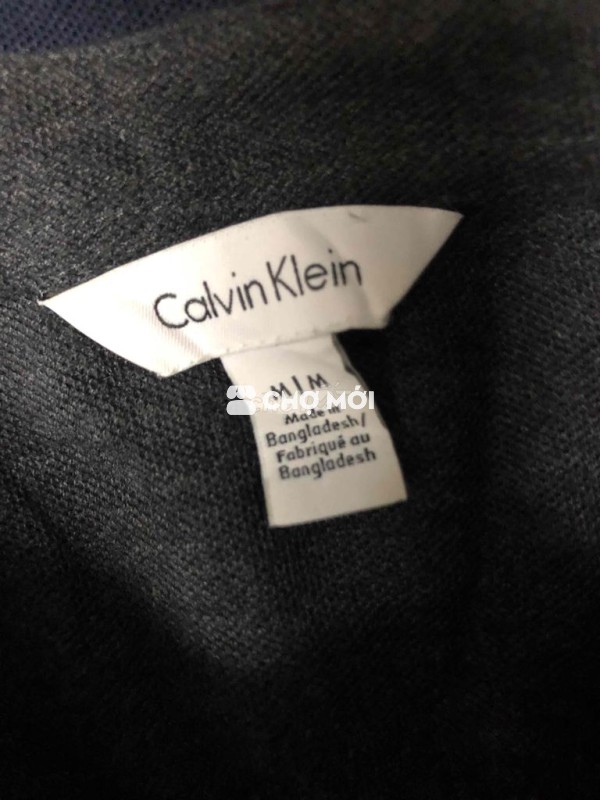 Calvin Klein
M | M
CHỢ MỚI
Made in
Bangladesh/
Fabriqué au
Bangladesh